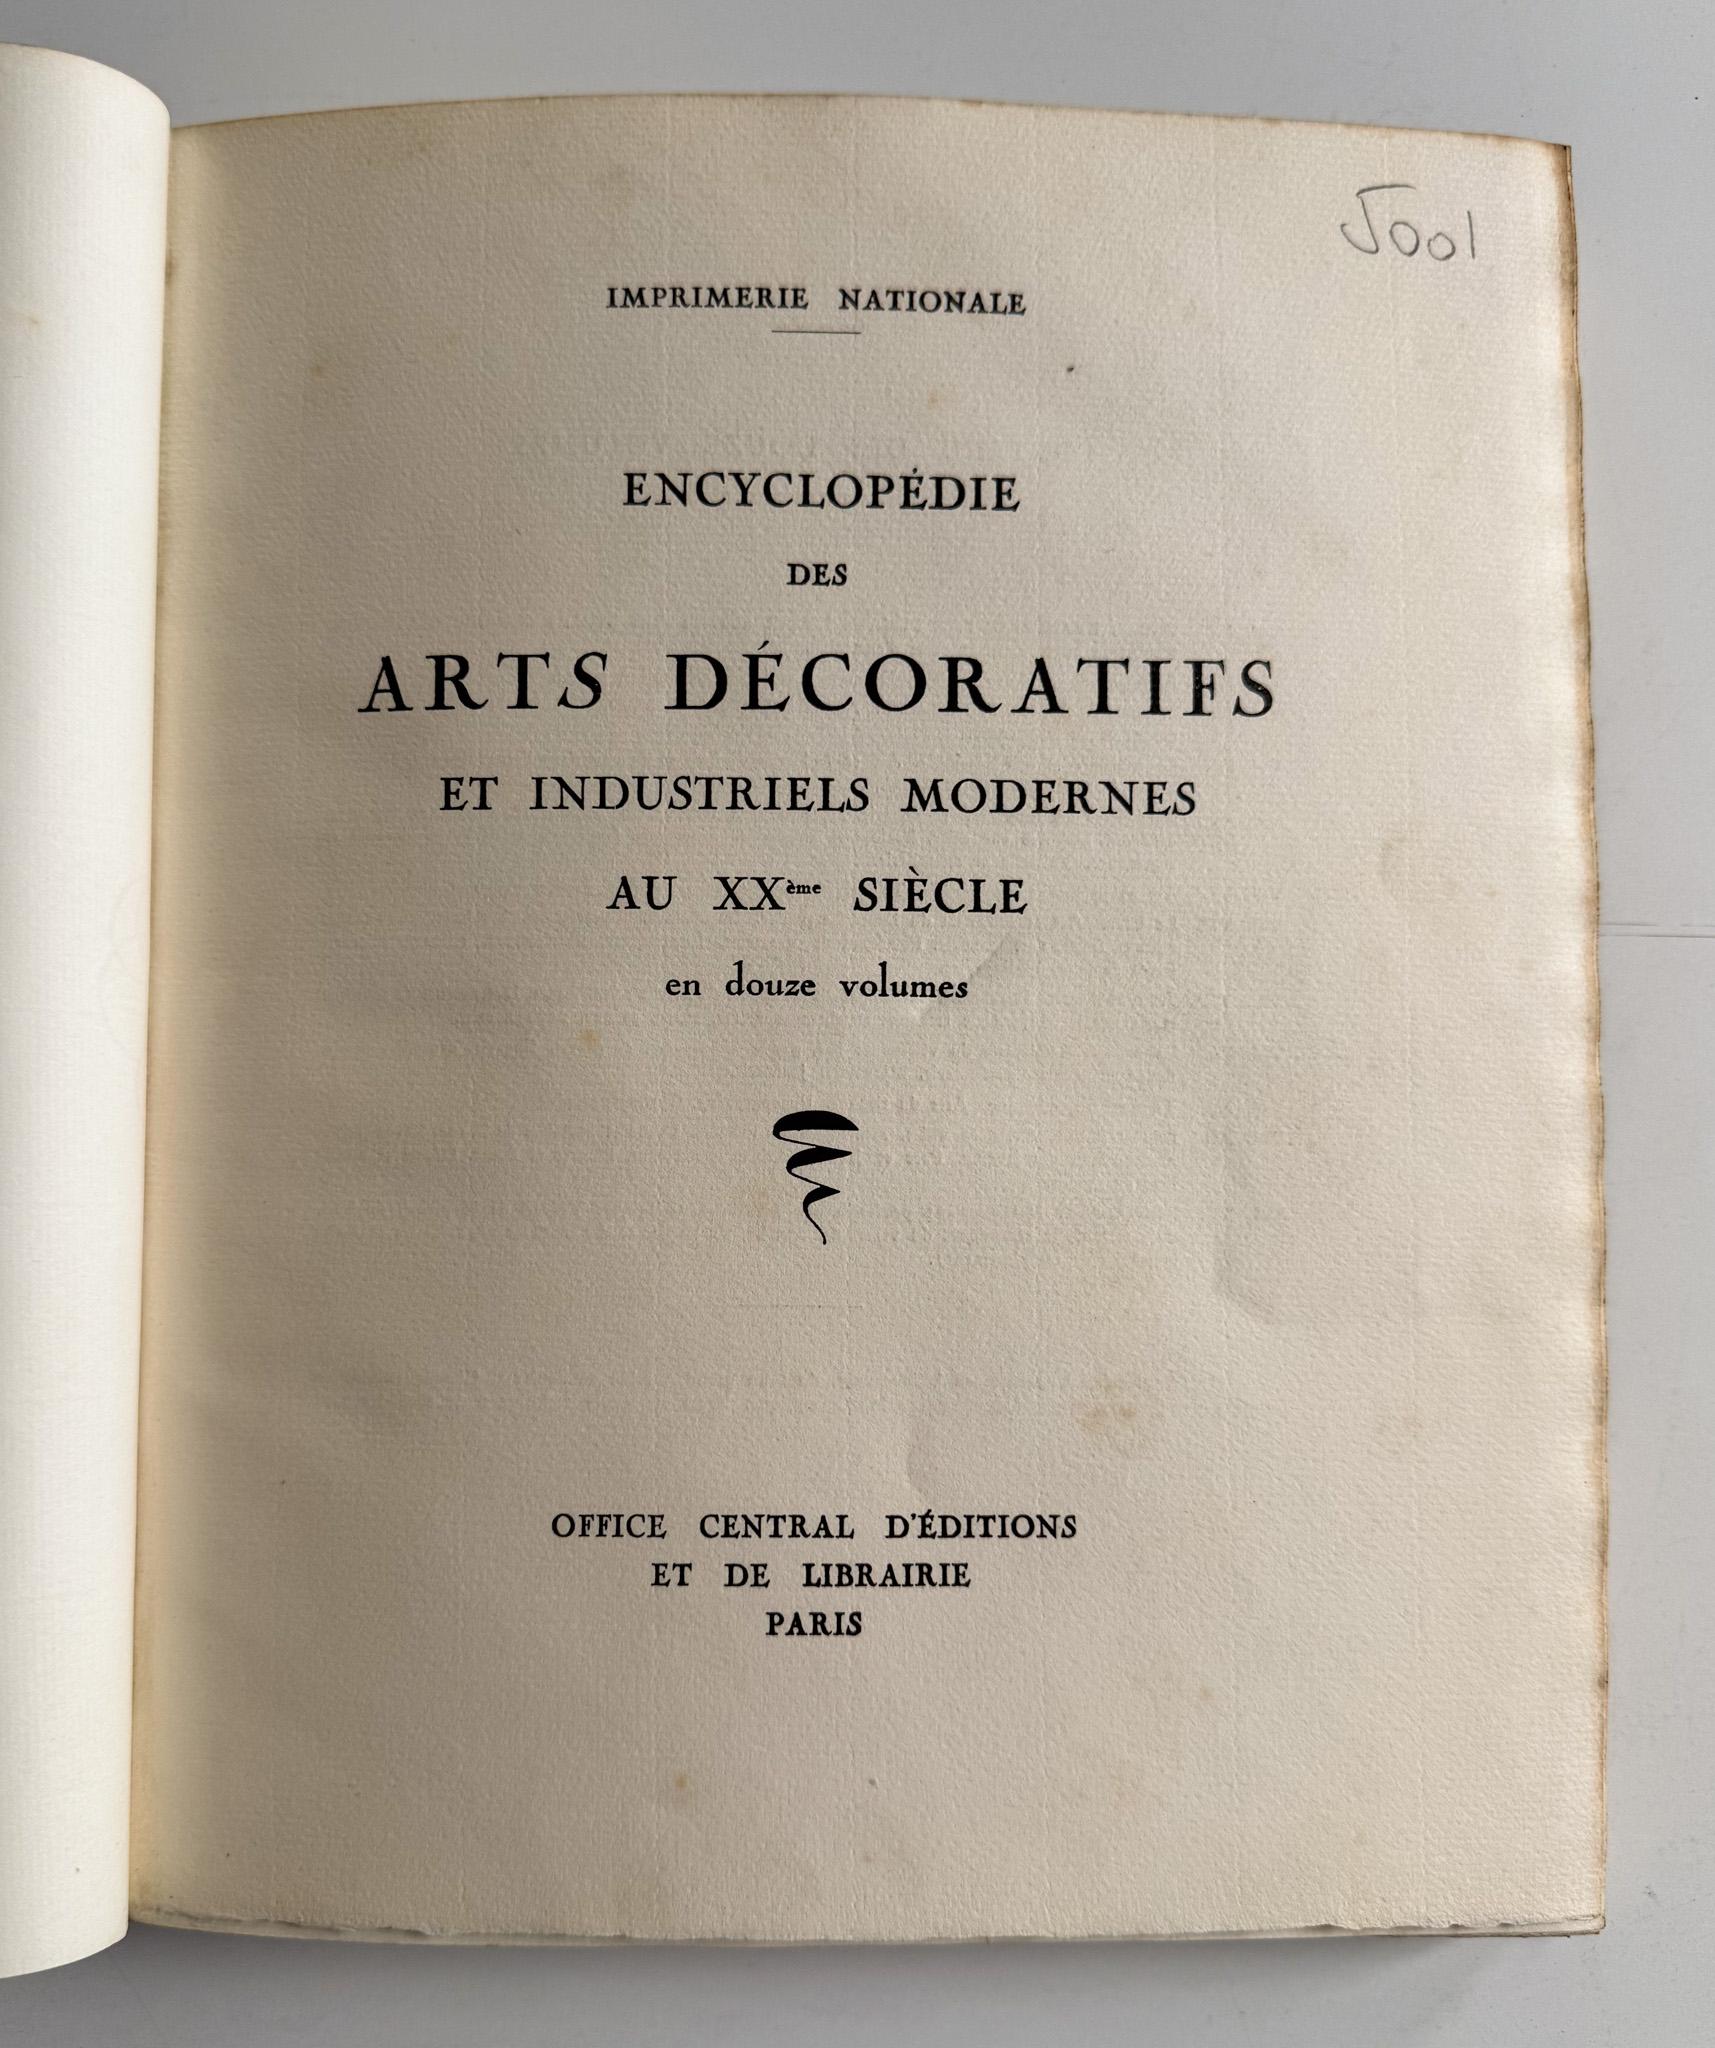 IMPRIMERIE NATIONALE
ENCYCLOPÉDIE
DES
ARTS DÉCORATIFS
ET INDUSTRIELS MODERNES
AU XXème SIÈCLE
en douze volumes
OFFICE CENTRAL D'ÉDITIONS
ET DE LIBRAIRIE
PARIS